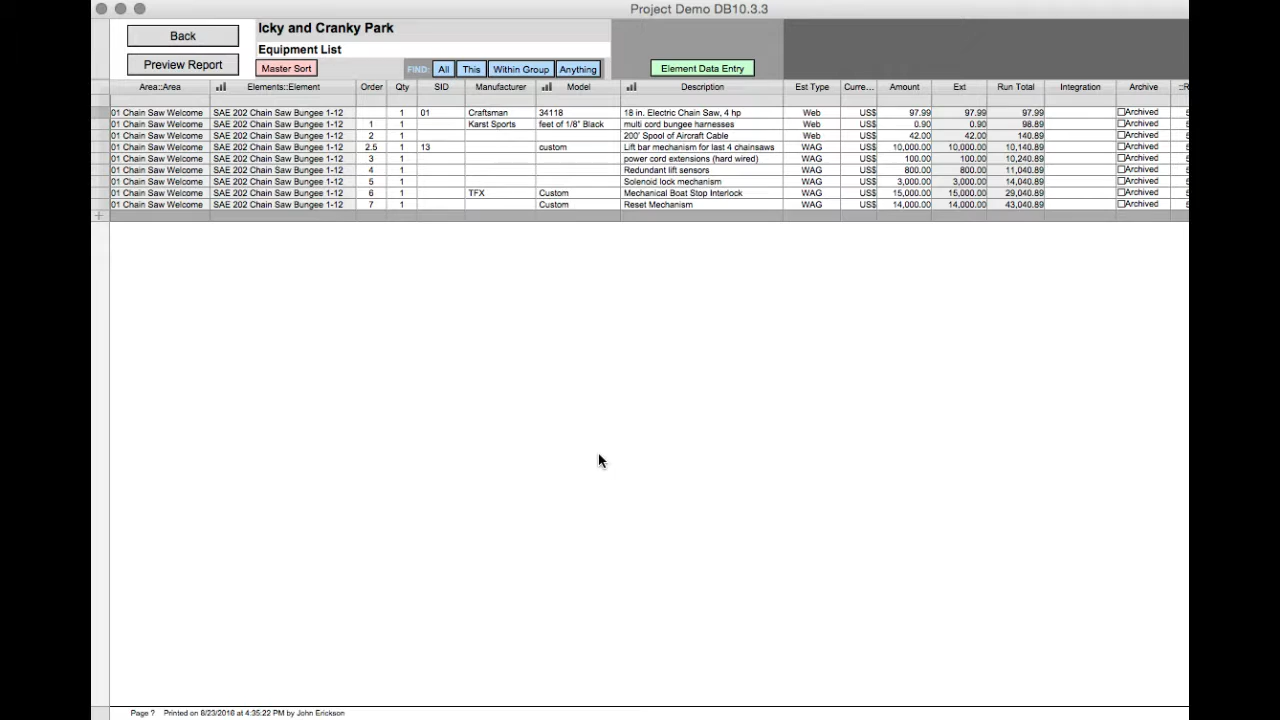 Project Demo DB10.3.3
Back
Icky and Cranky Park
Equipment List
Preview Report
Master Sort
FIND: All This Within Group Anything
Element Data Entry
Area::Area Elements::Element Order Qty SID Manufacturer Model Description Est Type Curre... Amount Ext Run Total Integration Archive
01 Chain Saw Welcome SAE 202 Chain Saw Bungee 1-12 1 01 Craftsman 34118 18 in. Electric Chain Saw, 4 hp Web US$ 97.99 97.99 97.99 Archived
01 Chain Saw Welcome SAE 202 Chain Saw Bungee 1-12 1 1 Karst Sports feet of 1/8" Black multi cord bungee harnesses Web US$ 0.90 0.90 98.89 Archived
01 Chain Saw Welcome SAE 202 Chain Saw Bungee 1-12 2 1 200' Spool of Aircraft Cable Web US$ 42.00 42.00 140.89 Archived
01 Chain Saw Welcome SAE 202 Chain Saw Bungee 1-12 2.5 1 13 custom Lift bar mechanism for last 4 chainsaws WAG US$ 10,000.00 10,000.00 10,140.89 Archived
01 Chain Saw Welcome SAE 202 Chain Saw Bungee 1-12 3 1 power cord extensions (hard wired) WAG US$ 100.00 100.00 10,240.89 Archived
01 Chain Saw Welcome SAE 202 Chain Saw Bungee 1-12 4 1 Redundant lift sensors WAG US$ 800.00 800.00 11,040.89 Archived
01 Chain Saw Welcome SAE 202 Chain Saw Bungee 1-12 5 1 Solenoid lock mechanism WAG US$ 3,000.00 3,000.00 14,040.89 Archived
01 Chain Saw Welcome SAE 202 Chain Saw Bungee 1-12 6 1 TFX Custom Mechanical Boat Stop Interlock WAG US$ 15,000.00 15,000.00 29,040.89 Archived
01 Chain Saw Welcome SAE 202 Chain Saw Bungee 1-12 7 1 Custom Reset Mechanism WAG US$ 14,000.00 14,000.00 43,040.89 Archived
Page ? Printed on 8/23/2016 at 4:35:22 PM by John Erickson